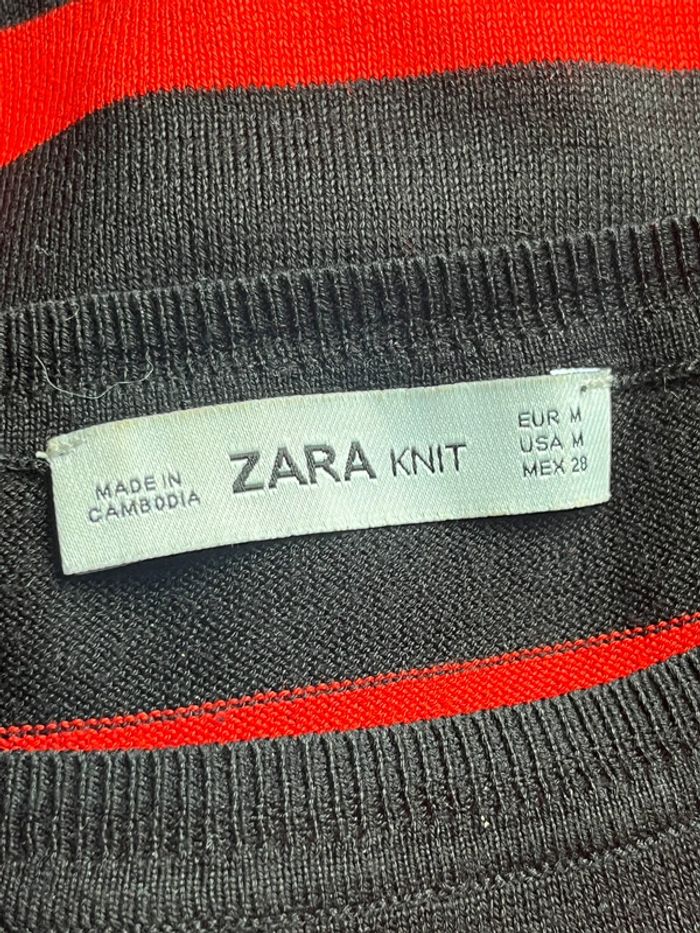 MADE IN
CAMBODIA
ZARA KNIT
EUR M
USA M
MEX 28